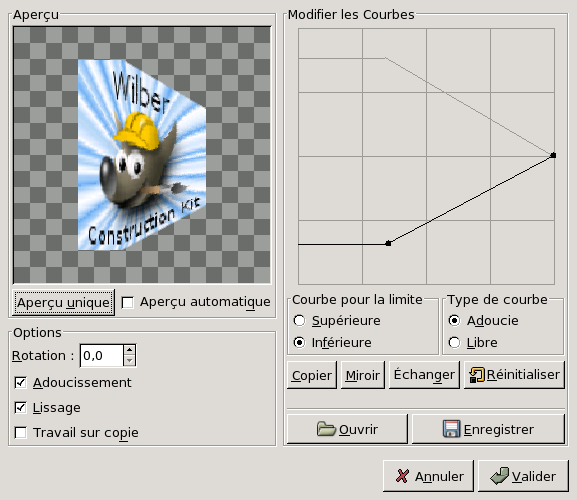 Aperçu
Wilber
Construction Kit
Aperçu unique
Aperçu automatique
Options
Rotation :
0,0
Adoucissement
Lissage
Travail sur copie
Modifier les Courbes
Courbe pour la limite
Supérieure
Inférieure
Type de courbe
Adoucie
Libre
Copier
Miroir
Échanger
Réinitialiser
Ouvrir
Enregistrer
Annuler
Valider